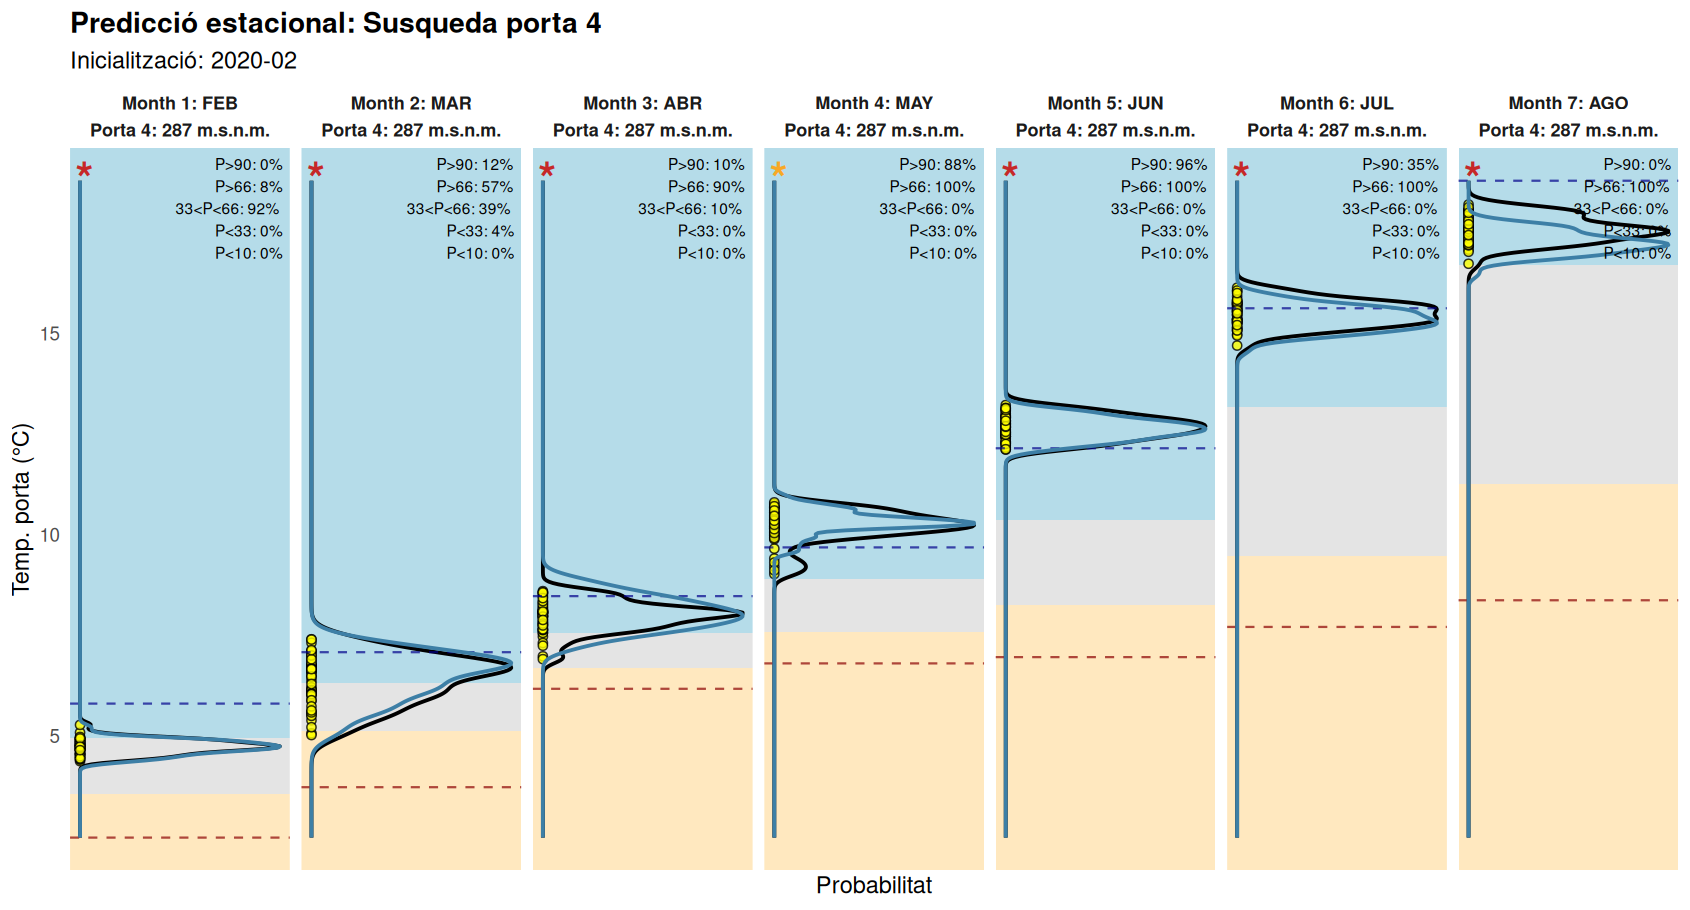 Predicció estacional: Susqueda porta 4
Inicialització: 2020-02
Month 1: FEB
Porta 4: 287 m.s.n.m.
Month 2: MAR
Porta 4: 287 m.s.n.m.
Month 3: ABR
Porta 4: 287 m.s.n.m.
Month 4: MAY
Porta 4: 287 m.s.n.m.
Month 5: JUN
Porta 4: 287 m.s.n.m.
Month 6: JUL
Porta 4: 287 m.s.n.m.
Month 7: AGO
Porta 4: 287 m.s.n.m.
*
P>90: 0%
P>66: 8%
33<P<66: 92%
P<33: 0%
P<10: 0%
*
P>90: 12%
P>66: 57%
33<P<66: 39%
P<33: 4%
P<10: 0%
*
P>90: 10%
P>66: 90%
33<P<66: 10%
P<33: 0%
P<10: 0%
*
P>90: 88%
P>66: 100%
33<P<66: 0%
P<33: 0%
P<10: 0%
*
P>90: 96%
P>66: 100%
33<P<66: 0%
P<33: 0%
P<10: 0%
*
P>90: 35%
P>66: 100%
33<P<66: 0%
P<33: 0%
P<10: 0%
*
P>90: 0%
P>66: 100%
33<P<66: 0%
P<33: 0%
P<10: 0%
Temp. porta (°C)
15
10
5
Probabilitat